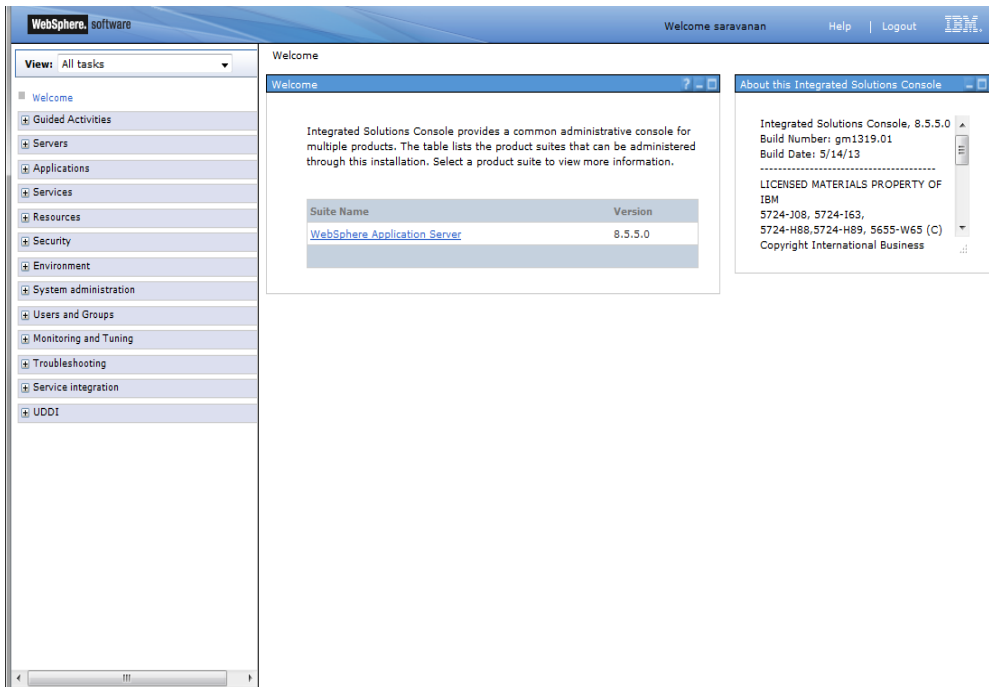 WebSphere. software
Welcome saravanan
Help | Logout
IBM.
View: All tasks
Welcome
Guided Activities
Servers
Applications
Services
Resources
Security
Environment
System administration
Users and Groups
Monitoring and Tuning
Troubleshooting
Service integration
UDDI
Welcome
Welcome
Integrated Solutions Console provides a common administrative console for
multiple products. The table lists the product suites that can be administered
through this installation. Select a product suite to view more information.
Suite Name Version
WebSphere Application Server 8.5.5.0
About this Integrated Solutions Console
Integrated Solutions Console, 8.5.5.0
Build Number: gm1319.01
Build Date: 5/14/13
--------------------------------------
LICENSED MATERIALS PROPERTY OF
IBM
5724-J08, 5724-I63,
5724-H88,5724-H89, 5655-W65 (C)
Copyright International Business